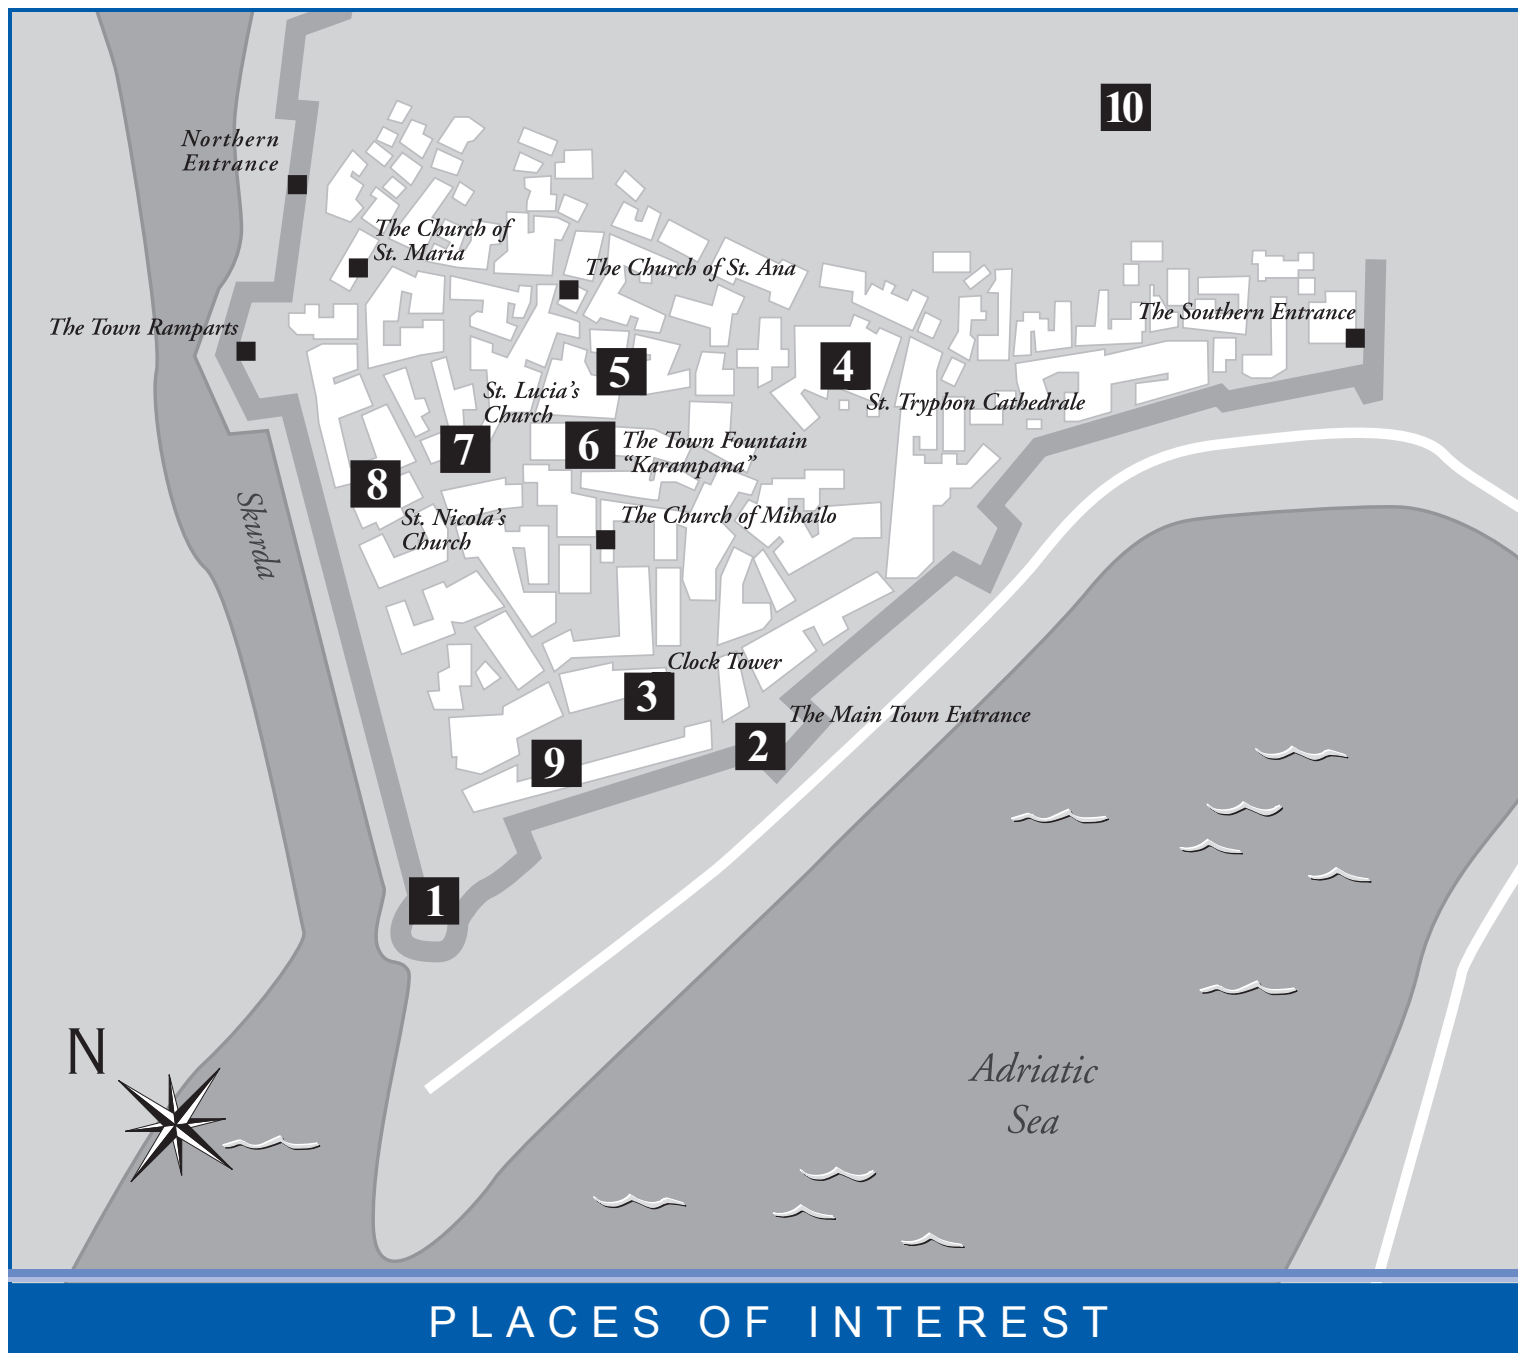 10
Northern
Entrance
The Church of
St. Maria
The Church of St. Ana
The Southern Entrance
The Town Ramparts
5
4
St. Lucia’s
Church
St. Tryphon Cathedrale
7
6
The Town Fountain
“Karampana”
8
St. Nicola’s
Church
The Church of Mihailo
Skurda
Clock Tower
3
The Main Town Entrance
2
9
1
N
Adriatic
Sea
PLACES OF INTEREST